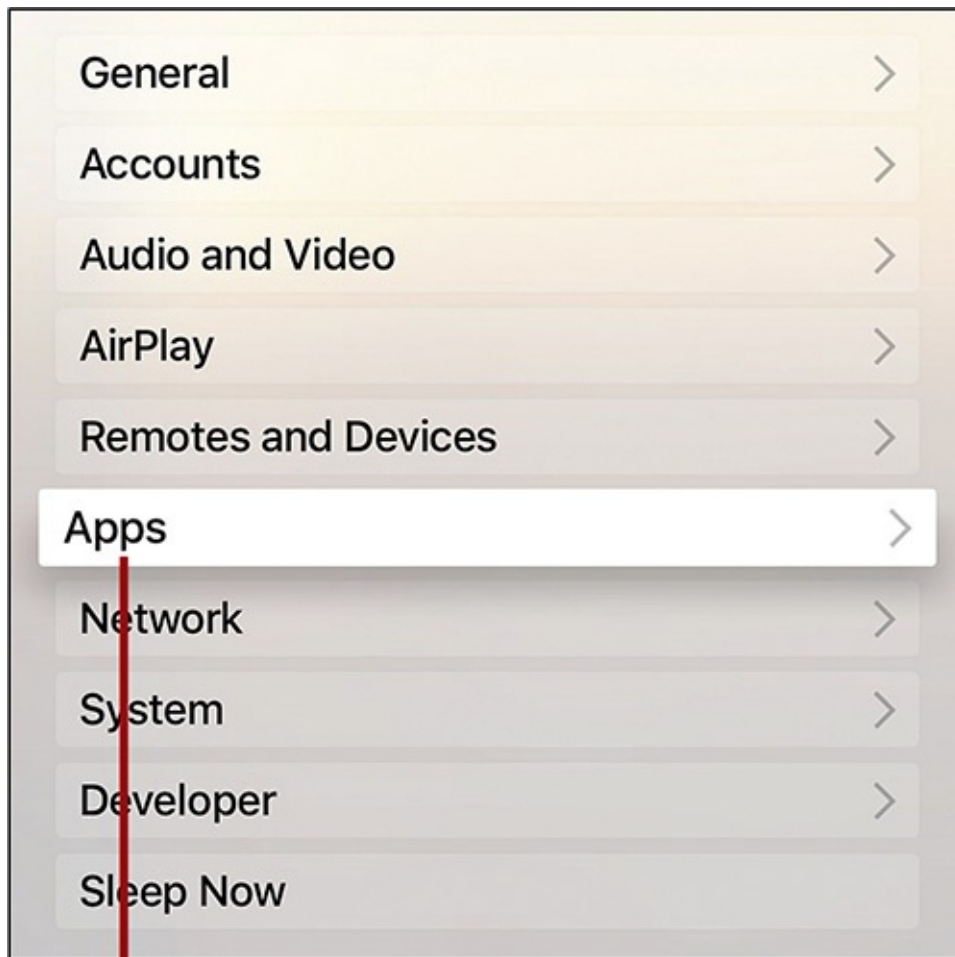 General
Accounts
Audio and Video
AirPlay
Remotes and Devices
Apps
Network
System
Developer
Sleep Now